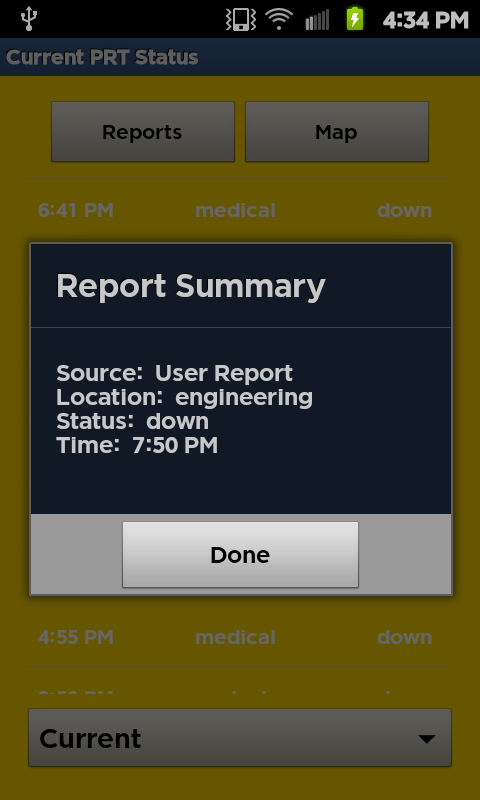 4:34 PM
Current PRT Status
Reports Map
6:41 PM medical down
Report Summary
Source: User Report
Location: engineering
Status: down
Time: 7:50 PM
Done
4:55 PM medical down
Current